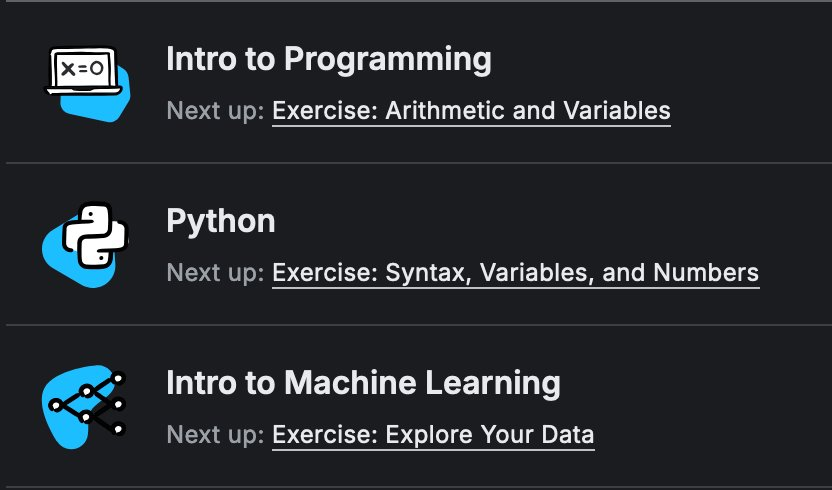 x=0
Intro to Programming
Next up: Exercise: Arithmetic and Variables
Python
Next up: Exercise: Syntax, Variables, and Numbers
Intro to Machine Learning
Next up: Exercise: Explore Your Data